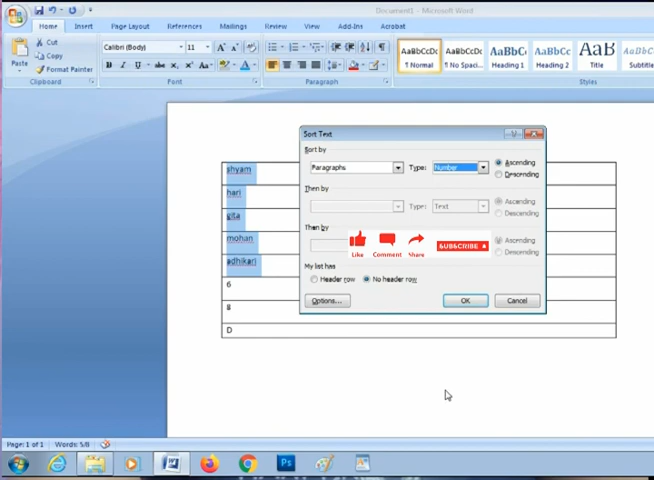 Document1 - Microsoft Word
Home Insert Page Layout References Mailings Review View Add-Ins Acrobat
Cut
Copy
Format Painter
Paste
Clipboard
Calibri (Body) 11
Font
Paragraph
AaBbCcDc AaBbCcDc AaBbC AaBbCc AaB AaBbCc
¶ Normal ¶ No Spaci... Heading 1 Heading 2 Title Subtitle
Styles
shyam
hari
gita
mohan
adhikari
6
8
D
Sort Text
Sort by
Paragraphs Type: Number Ascending
Descending
Then by
Type: Text Ascending
Descending
Then by
Ascending
Descending
Like Comment Share SUBSCRIBE
My list has
Header row No header row
Options... OK Cancel
Page: 1 of 1 Words: 5/8
W
Ps